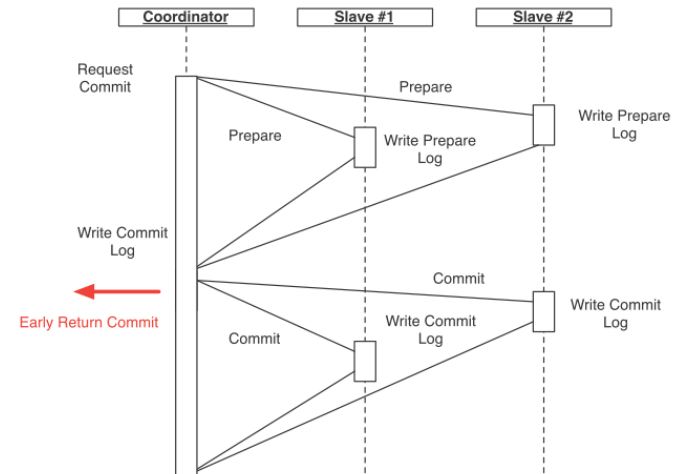 Coordinator
Slave #1
Slave #2
Request
Commit
Prepare
Prepare
Write Prepare
Log
Write Prepare
Log
Write Commit
Log
Early Return Commit
Commit
Commit
Write Commit
Log
Write Commit
Log